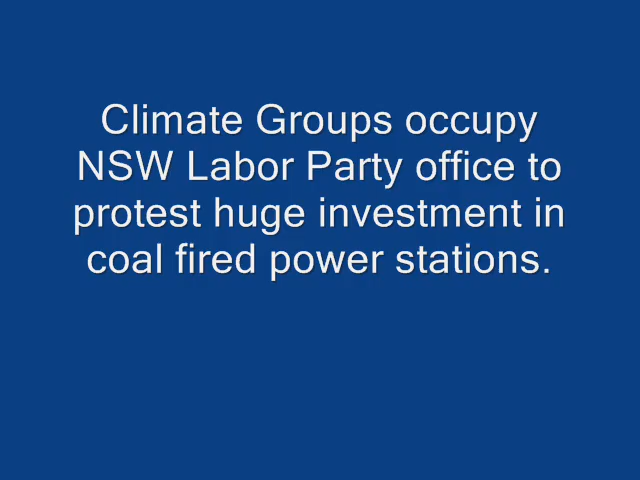 Climate Groups occupy
NSW Labor Party office to
protest huge investment in
coal fired power stations.